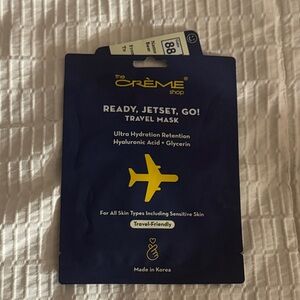 88
the
CRÈME®
shop
READY, JETSET, GO!
TRAVEL MASK
Ultra Hydration Retention
Hyaluronic Acid + Glycerin
For All Skin Types Including Sensitive Skin
Travel-Friendly
Made in Korea